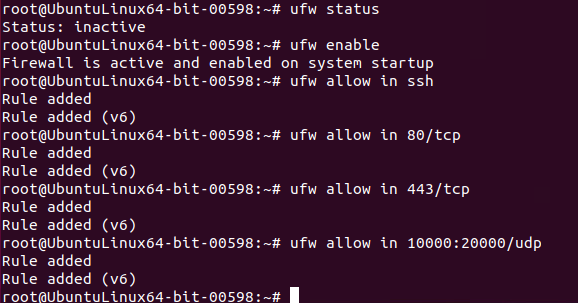 root@UbuntuLinux64-bit-00598:~# ufw status
Status: inactive
root@UbuntuLinux64-bit-00598:~# ufw enable
Firewall is active and enabled on system startup
root@UbuntuLinux64-bit-00598:~# ufw allow in ssh
Rule added
Rule added (v6)
root@UbuntuLinux64-bit-00598:~# ufw allow in 80/tcp
Rule added
Rule added (v6)
root@UbuntuLinux64-bit-00598:~# ufw allow in 443/tcp
Rule added
Rule added (v6)
root@UbuntuLinux64-bit-00598:~# ufw allow in 10000:20000/udp
Rule added
Rule added (v6)
root@UbuntuLinux64-bit-00598:~#